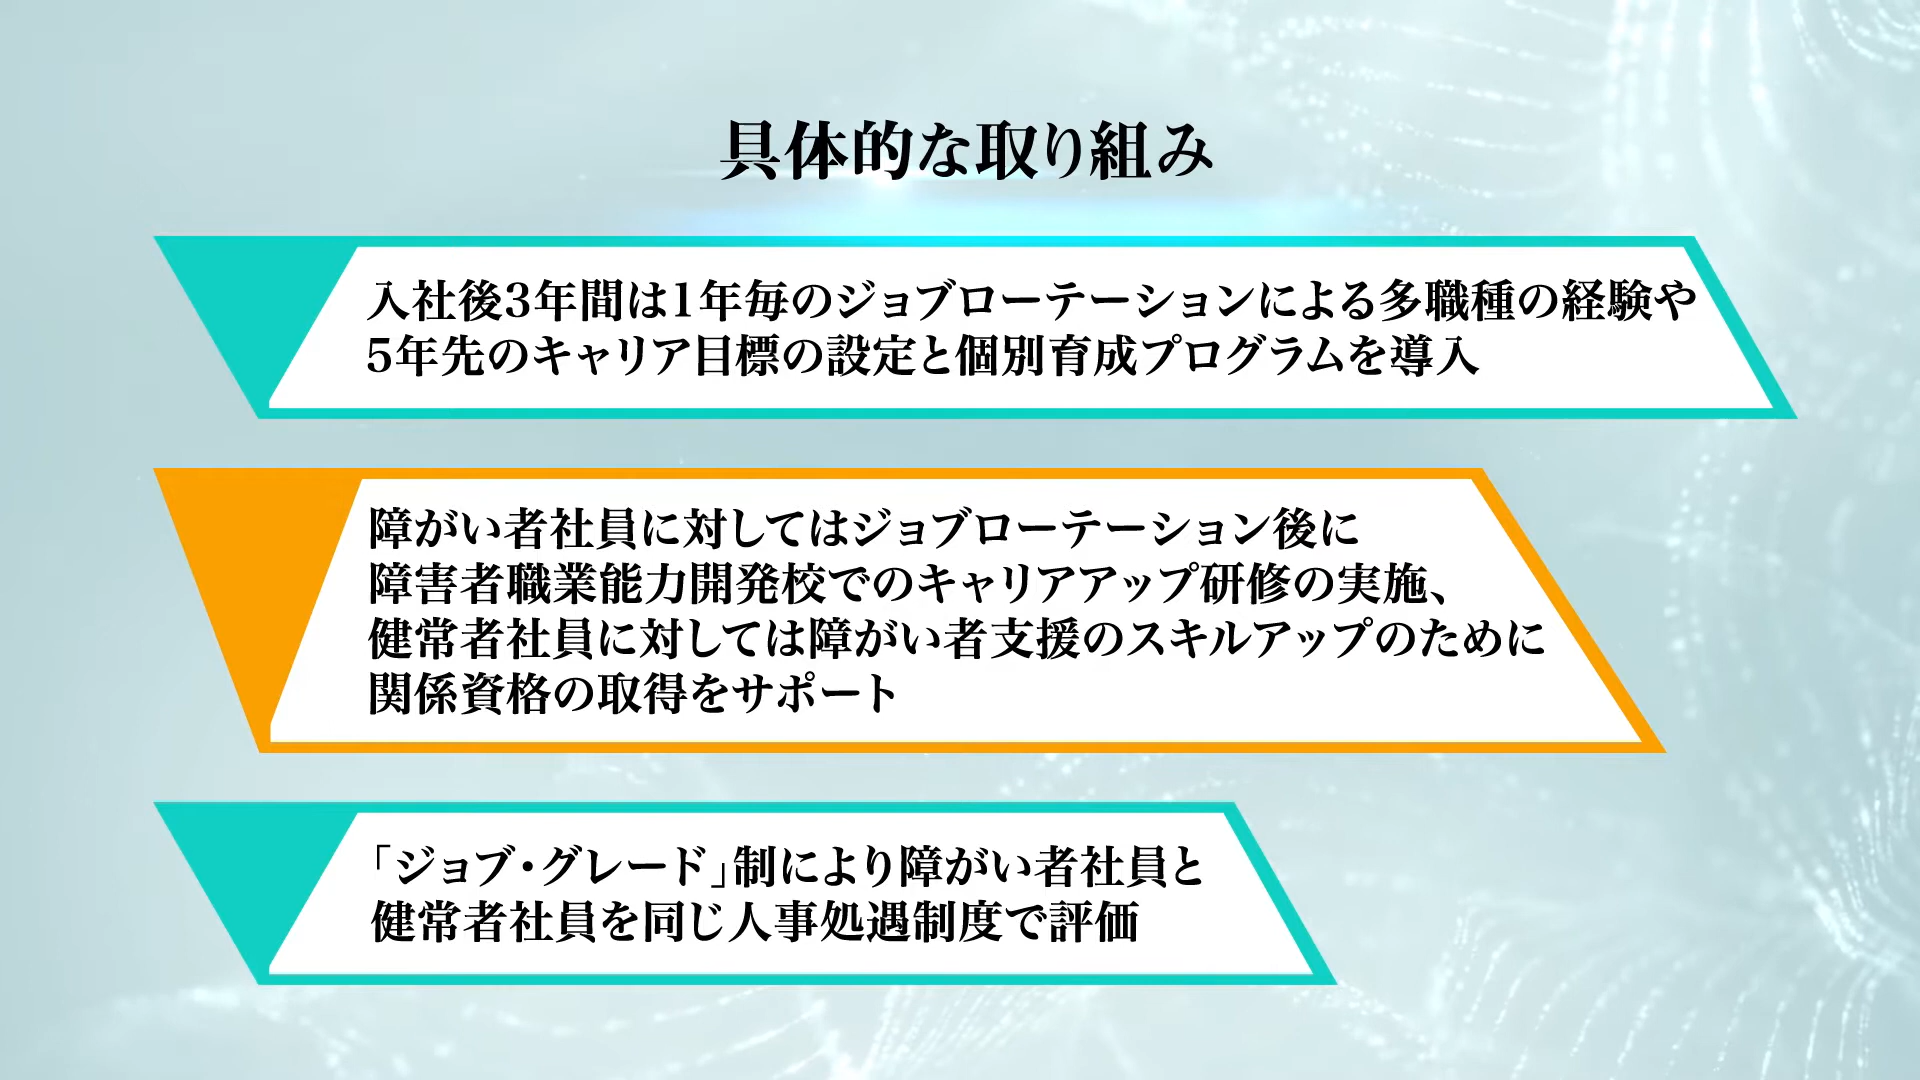 具体的な取り組み
入社後3年間は1年毎のジョブローテーションによる多職種の経験や
5年先のキャリア目標の設定と個別育成プログラムを導入
障がい者社員に対してはジョブローテーション後に
障害者職業能力開発校でのキャリアアップ研修の実施、
健常者社員に対しては障がい者支援のスキルアップのために
関係資格の取得をサポート
「ジョブ・グレード」制により障がい者社員と
健常者社員を同じ人事処遇制度で評価